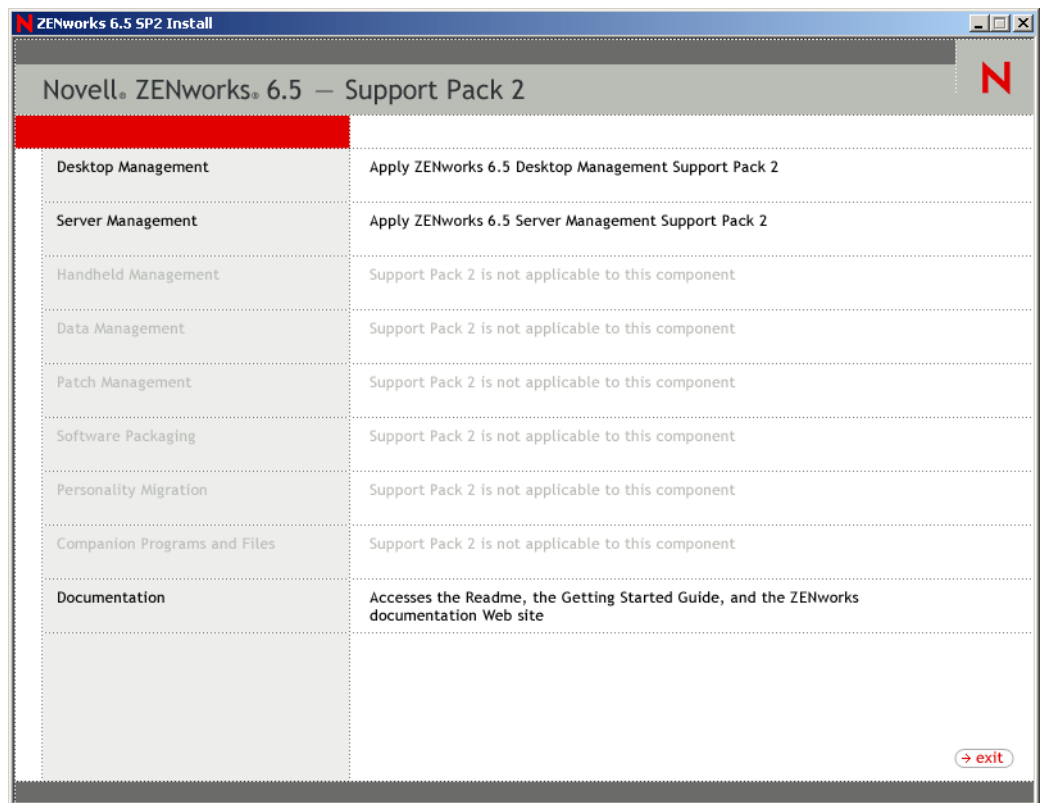 ZENworks 6.5 SP2 Install
Novell® ZENworks® 6.5 — Support Pack 2
N
Desktop Management
Apply ZENworks 6.5 Desktop Management Support Pack 2
Server Management
Apply ZENworks 6.5 Server Management Support Pack 2
Handheld Management
Support Pack 2 is not applicable to this component
Data Management
Support Pack 2 is not applicable to this component
Patch Management
Support Pack 2 is not applicable to this component
Software Packaging
Support Pack 2 is not applicable to this component
Personality Migration
Support Pack 2 is not applicable to this component
Companion Programs and Files
Support Pack 2 is not applicable to this component
Documentation
Accesses the Readme, the Getting Started Guide, and the ZENworks
documentation Web site
→ exit